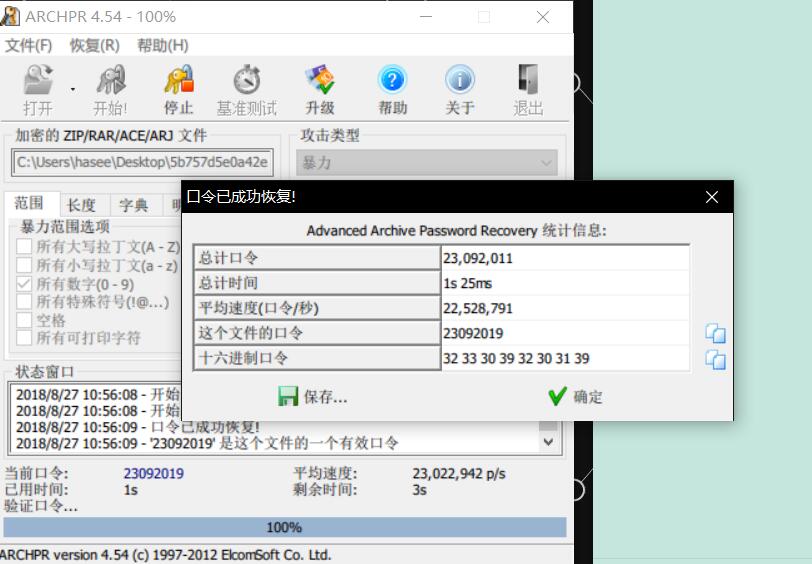 ARCHPR 4.54 - 100%
文件(F) 恢复(R) 帮助(H)
打开 开始! 停止 基准测试 升级 帮助 关于 退出
加密的 ZIP/RAR/ACE/ARJ 文件 攻击类型
C:\Users\hasee\Desktop\5b757d5e0a42e 暴力
范围 长度 字典
暴力范围选项
所有大写拉丁文(A - Z)
所有小写拉丁文(a - z)
所有数字(0 - 9)
所有特殊符号(!@...)
空格
所有可打印字符
口令已成功恢复!
Advanced Archive Password Recovery 统计信息:
总计口令 23,092,011
总计时间 1s 25ms
平均速度(口令/秒) 22,528,791
这个文件的口令 23092019
十六进制口令 32 33 30 39 32 30 31 39
保存... 确定
状态窗口
2018/8/27 10:56:08 - 开始
2018/8/27 10:56:08 - 开始
2018/8/27 10:56:09 - 口令已成功恢复!
2018/8/27 10:56:09 - '23092019' 是这个文件的一个有效口令
当前口令: 23092019 平均速度: 23,022,942 p/s
已用时间: 1s 剩余时间: 3s
验证口令...
100%
ARCHPR version 4.54 (c) 1997-2012 ElcomSoft Co. Ltd.